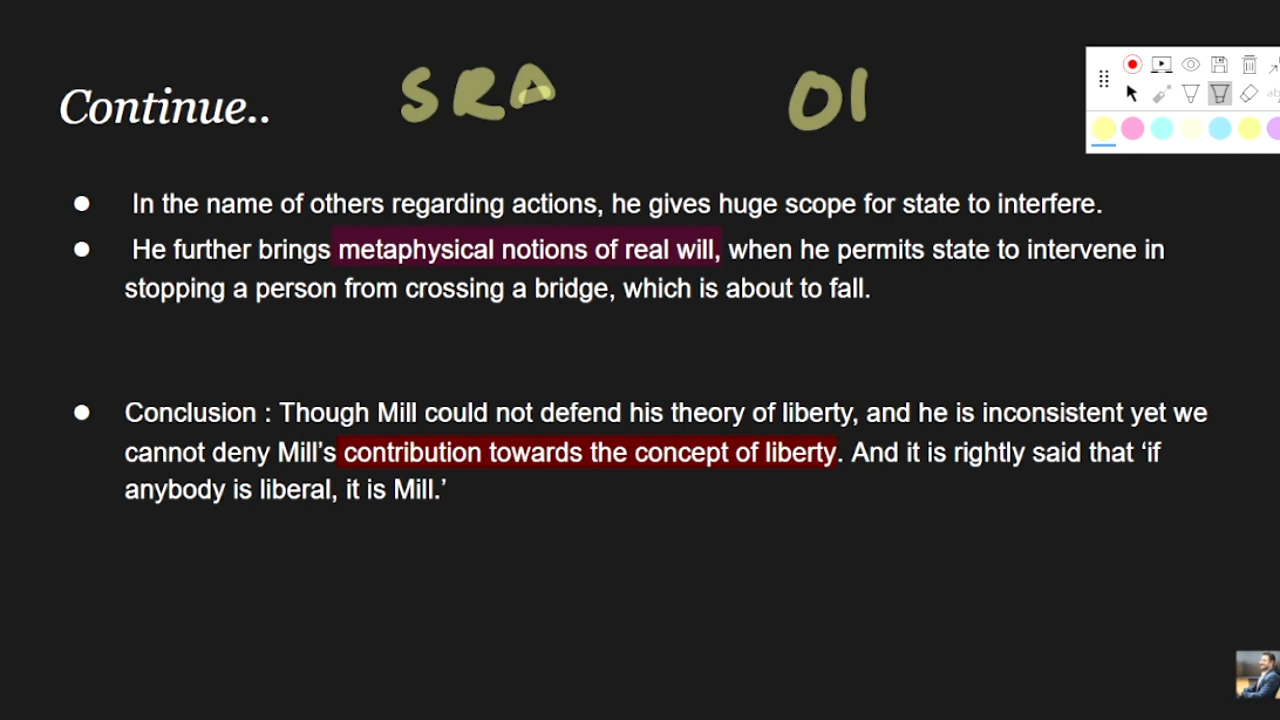 Continue..
SRA
In the name of others regarding actions, he gives huge scope for state to interfere.
He further brings metaphysical notions of real will, when he permits state to intervene in
stopping a person from crossing a bridge, which is about to fall.
Conclusion : Though Mill could not defend his theory of liberty, and he is inconsistent yet we
cannot deny Mill’s contribution towards the concept of liberty. And it is rightly said that ‘if
anybody is liberal, it is Mill.’